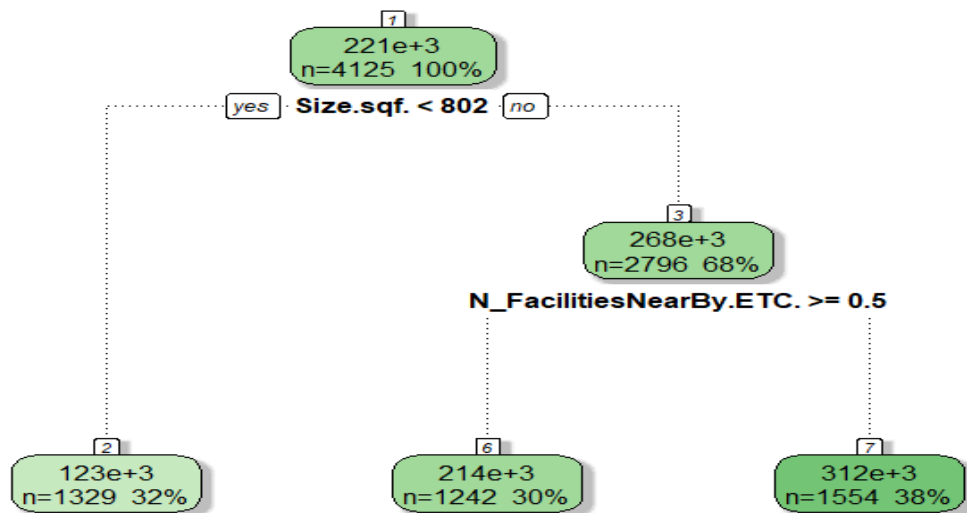 1
221e+3
n=4125 100%
yes Size.sqf. < 802 no
3
268e+3
n=2796 68%
N_FacilitiesNearBy.ETC. >= 0.5
2
123e+3
n=1329 32%
6
214e+3
n=1242 30%
7
312e+3
n=1554 38%